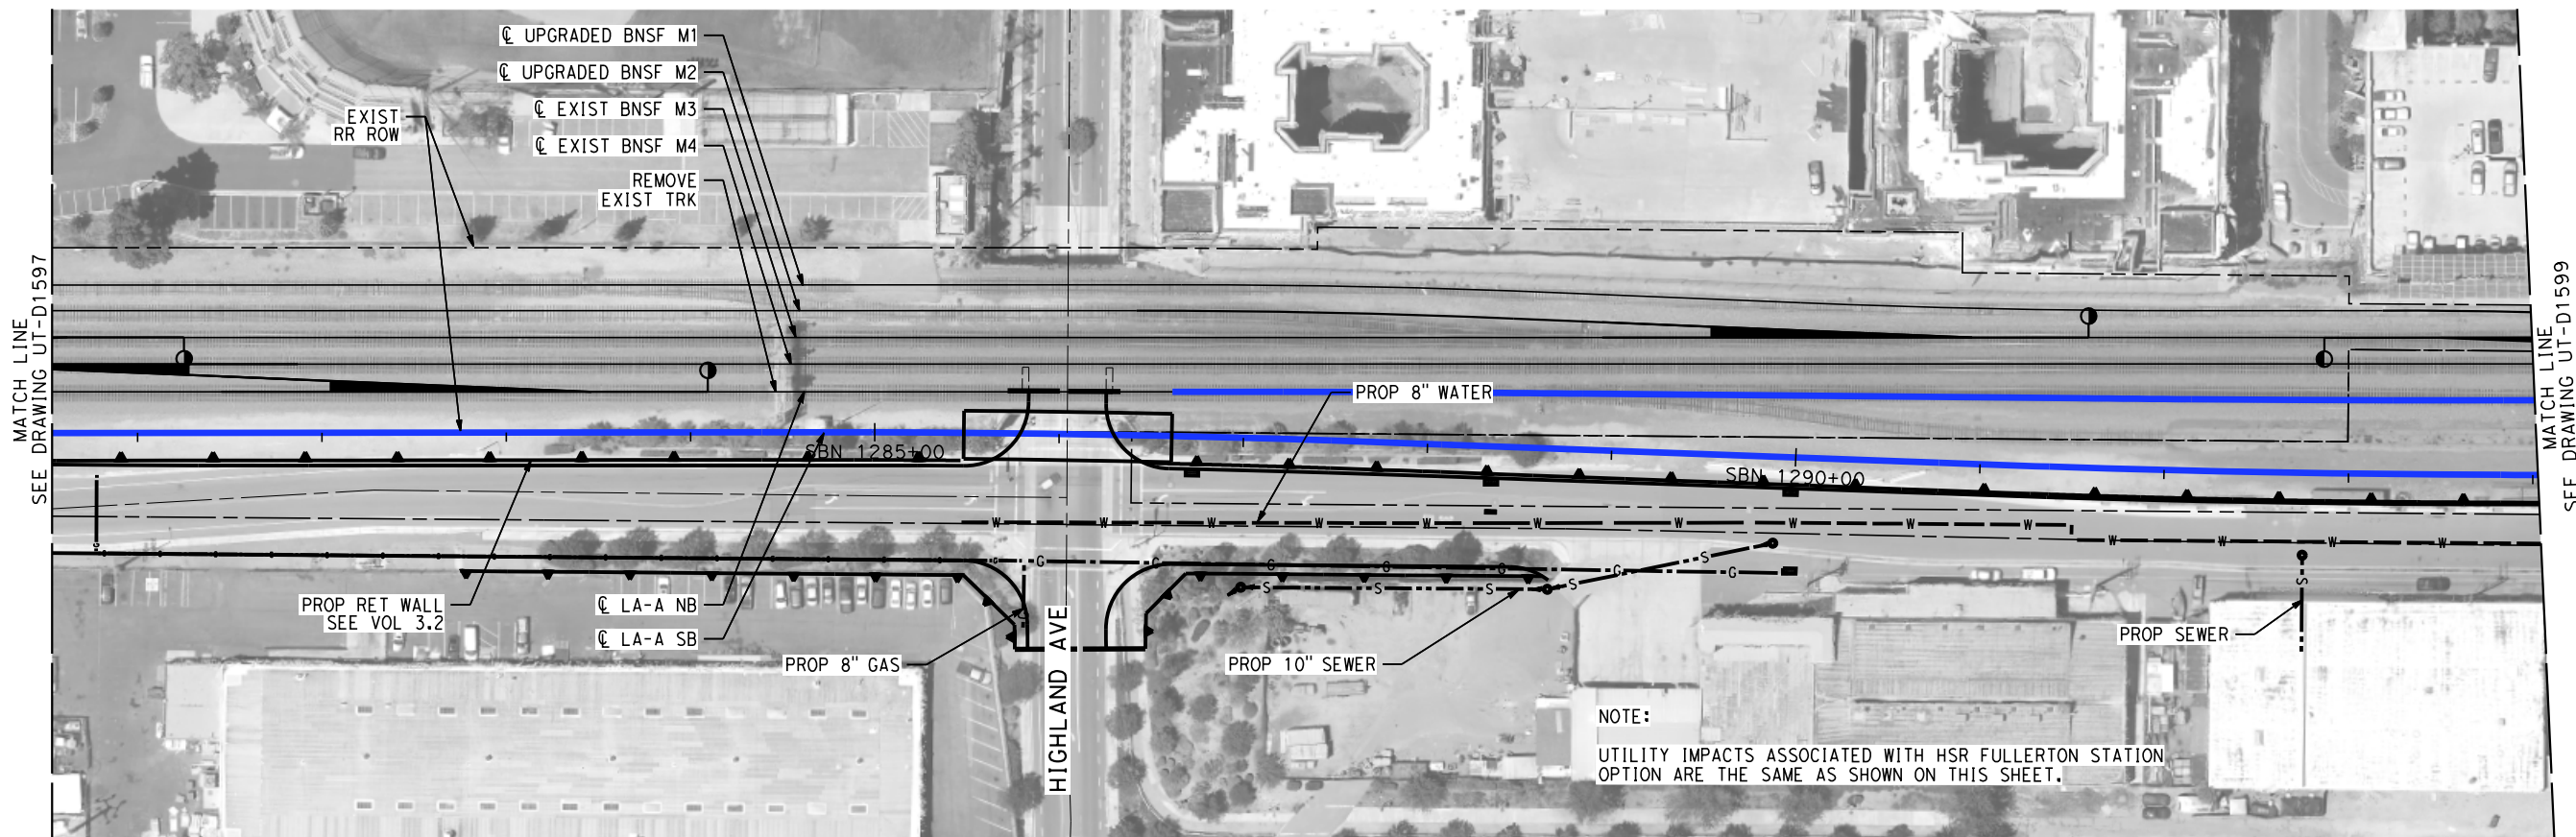 ℄ UPGRADED BNSF M1
℄ UPGRADED BNSF M2
℄ EXIST BNSF M3
℄ EXIST BNSF M4
REMOVE
EXIST TRK
EXIST
RR ROW
MATCH LINE
SEE DRAWING UT-D1597
MATCH LINE
SEE DRAWING UT-D1599
PROP 8" WATER
SBN 1285+00
SBN 1290+00
W W W W W W W W W W
W W W W
G G G G G G G G
S S S S S
S
PROP RET WALL
SEE VOL 3.2
℄ LA-A NB
℄ LA-A SB
PROP 8" GAS
HIGHLAND AVE
PROP 10" SEWER
PROP SEWER
NOTE:
UTILITY IMPACTS ASSOCIATED WITH HSR FULLERTON STATION
OPTION ARE THE SAME AS SHOWN ON THIS SHEET.